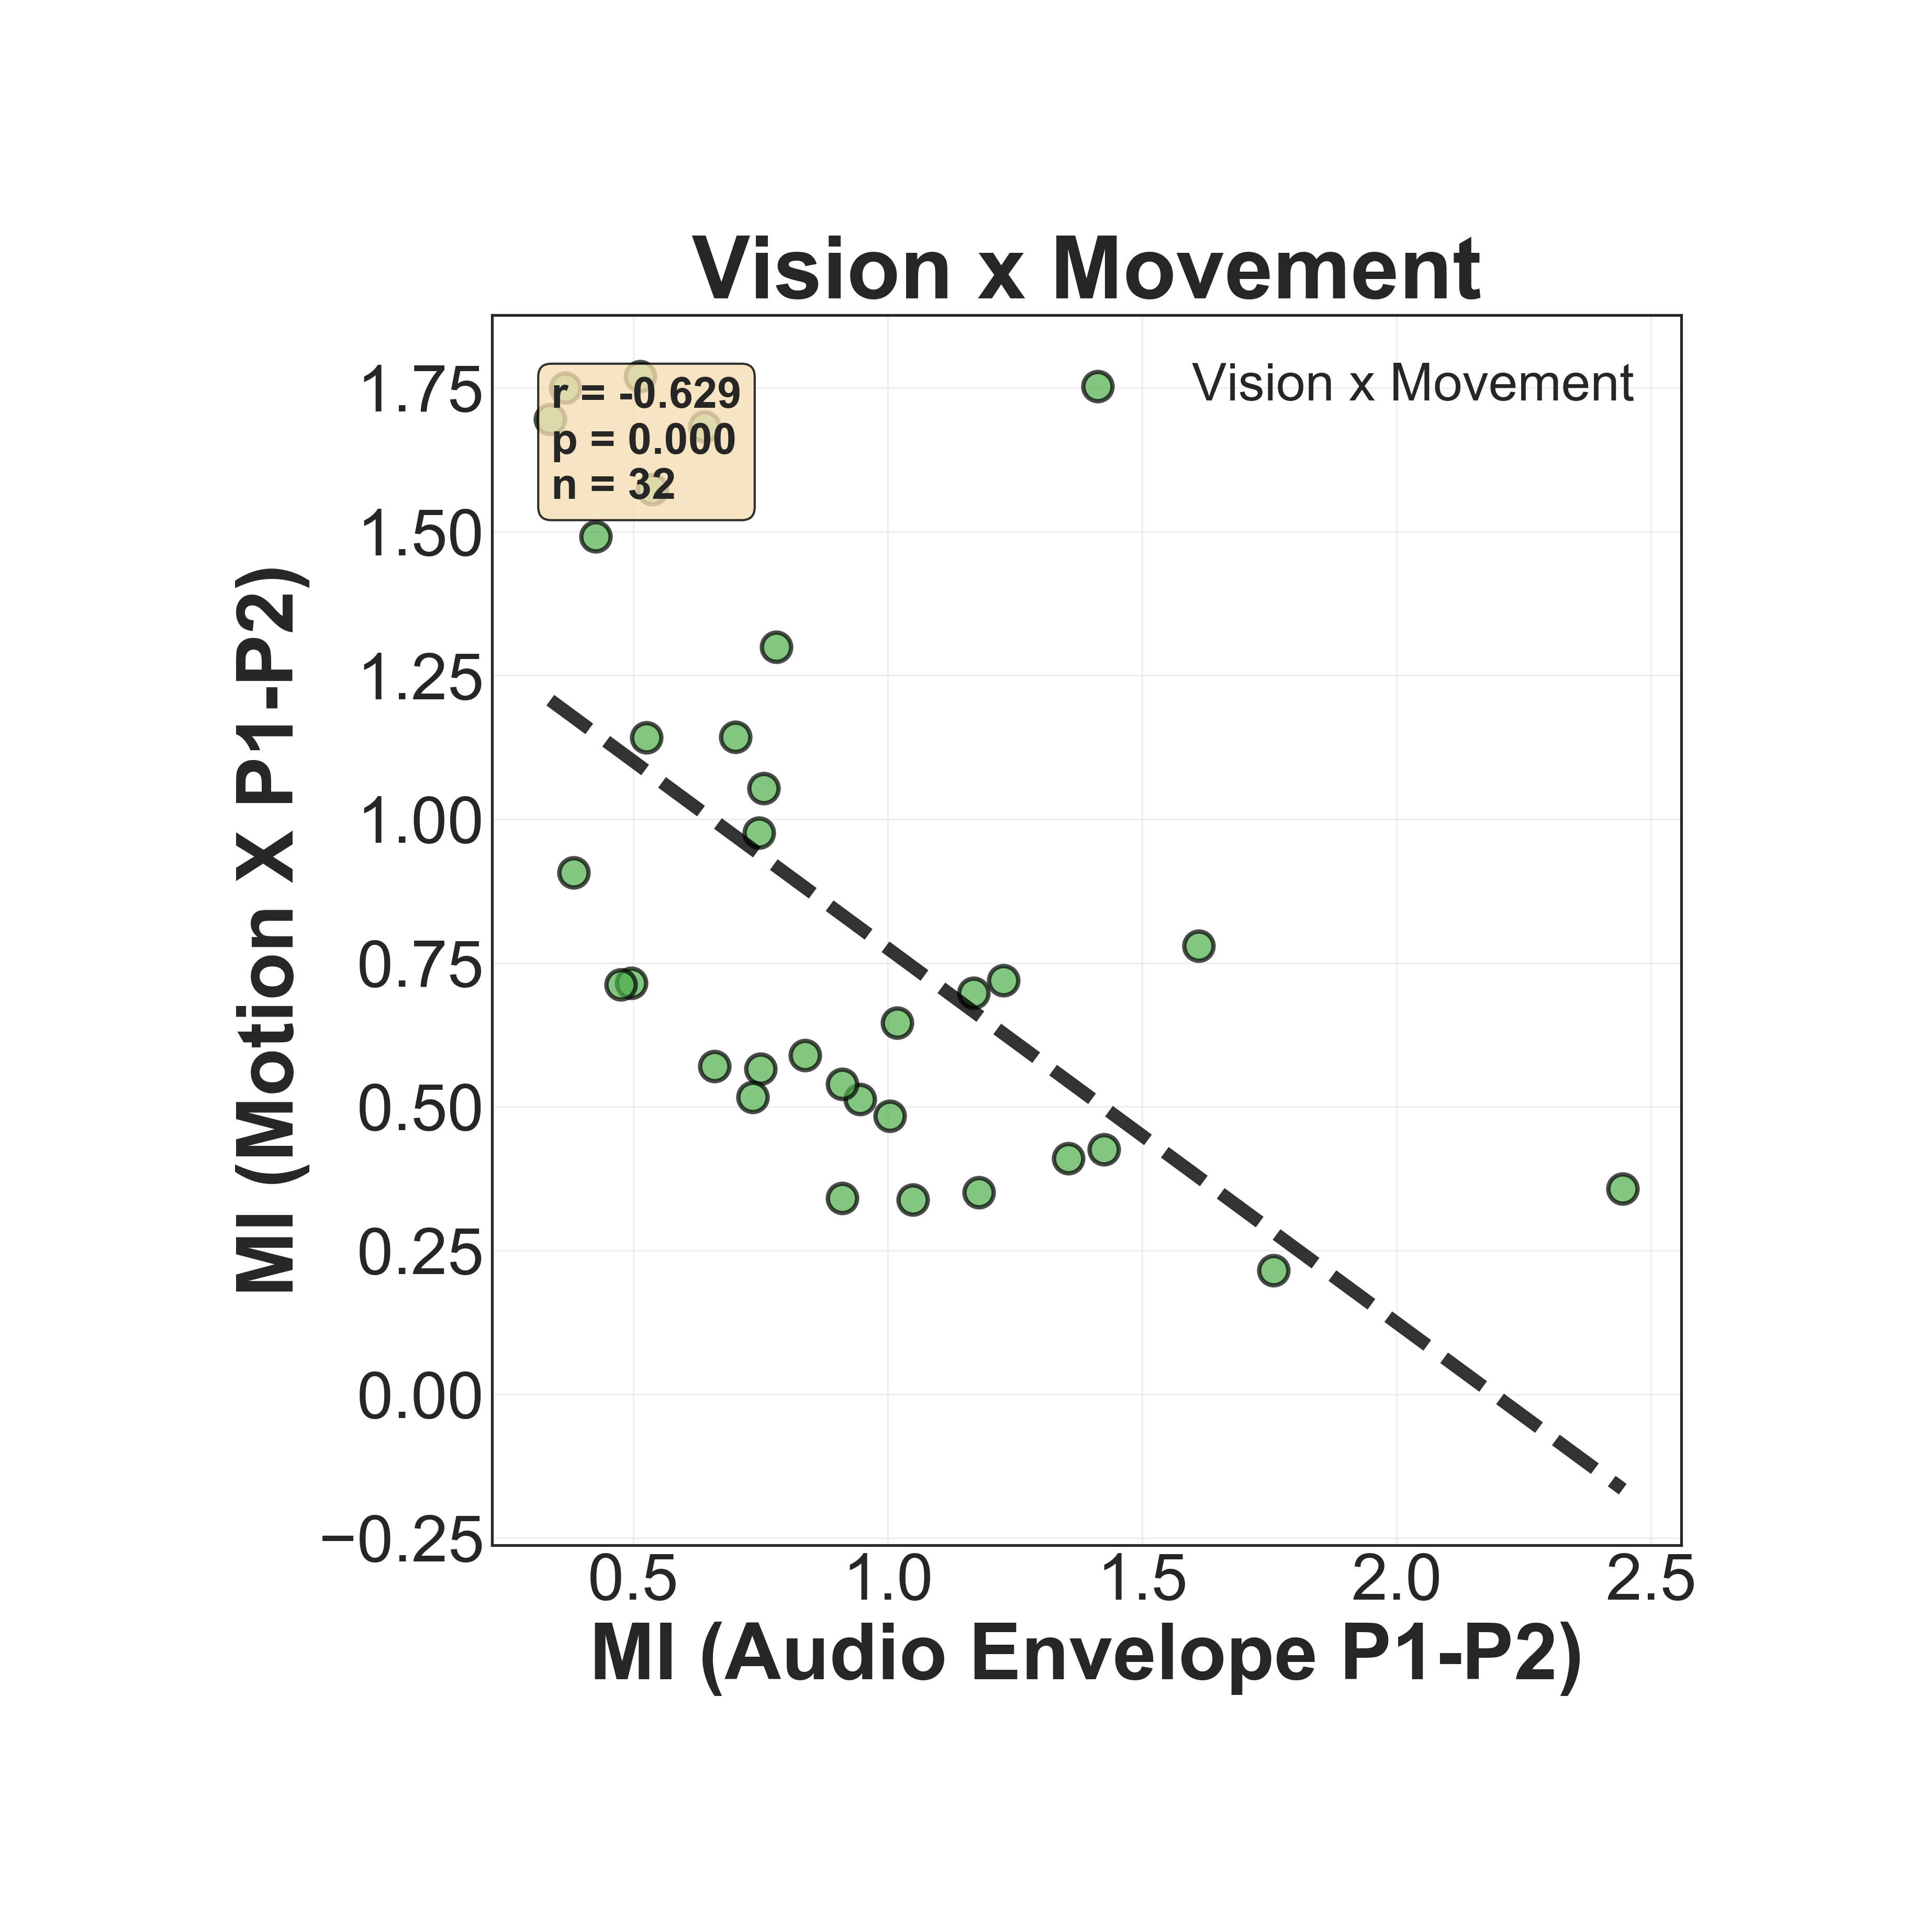 Vision x Movement
Vision x Movement
r = -0.629
p = 0.000
n = 32
MI (Motion X P1-P2)
1.75
1.50
1.25
1.00
0.75
0.50
0.25
0.00
−0.25
0.5
1.0
1.5
2.0
2.5
MI (Audio Envelope P1-P2)